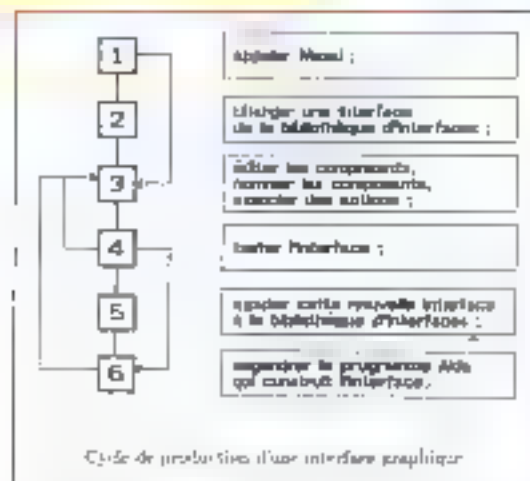 1
appeler Masai ;
2
charger une interface
de la bibliothèque d'interfaces ;
3
éditer les composants,
nommer les composants,
associer des actions ;
4
tester l'interface ;
5
ajouter cette nouvelle interface
à la bibliothèque d'interfaces ;
6
engendrer le programme Aïda
qui construit l'interface.
Cycle de production d'une interface graphique